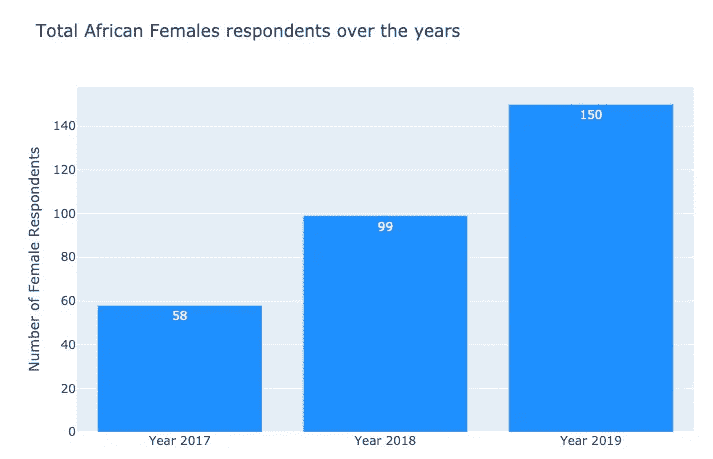 Total African Females respondents over the years
Number of Female Respondents
140
120
100
80
60
40
20
0
58
99
150
Year 2017
Year 2018
Year 2019